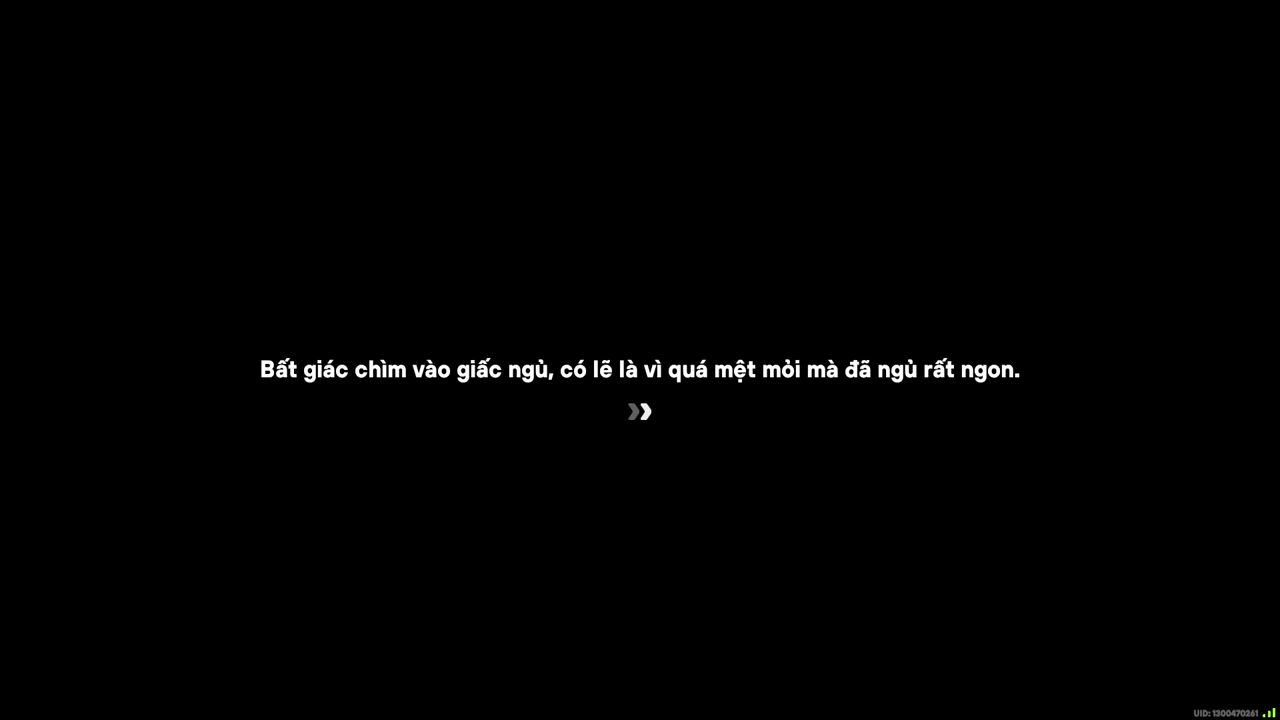 Bất giác chìm vào giấc ngủ, có lẽ là vì quá mệt mỏi mà đã ngủ rất ngon.
UID: 1300470261